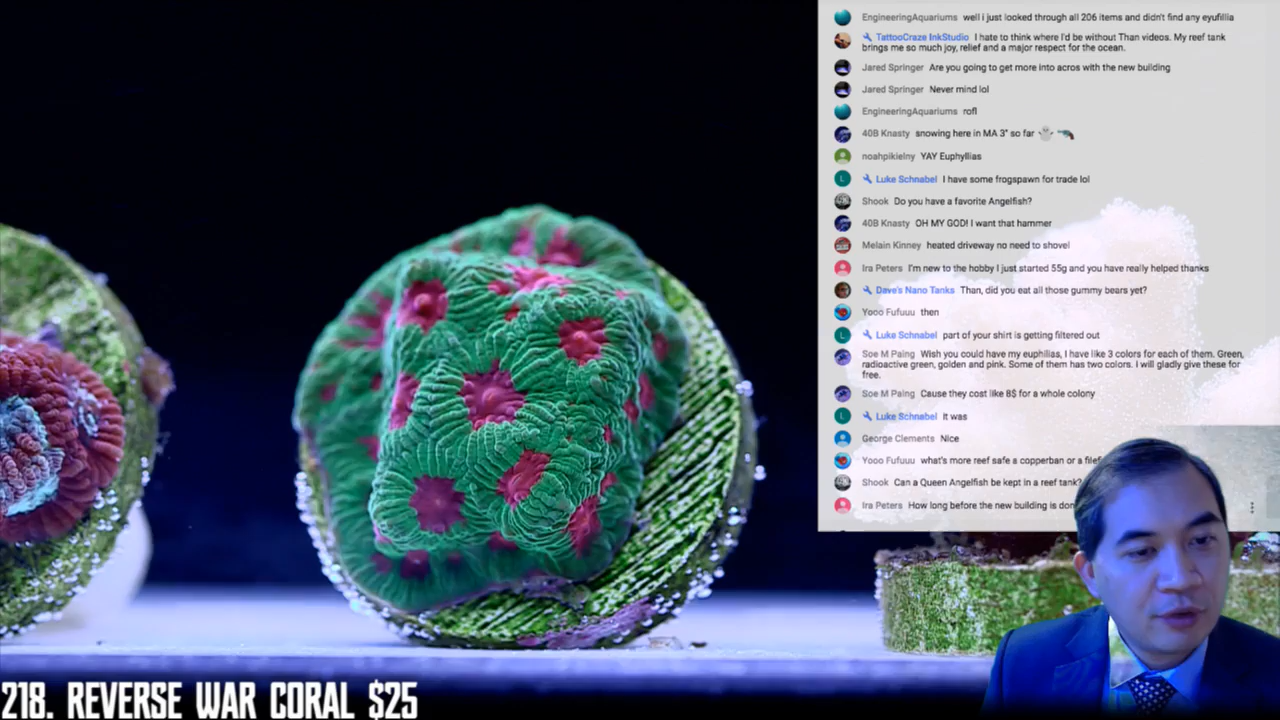 EngineeringAquariums well i just looked through all 206 items and didn't find any eyufillia
TattooCraze InkStudio I hate to think where I'd be without Than videos. My reef tank
brings me so much joy, relief and a major respect for the ocean.
Jared Springer Are you going to get more into acros with the new building
Jared Springer Never mind lol
EngineeringAquariums rofl
40B Knasty snowing here in MA 3" so far
noahpikielny YAY Euphyllias
L Luke Schnabel I have some frogspawn for trade lol
Shook Do you have a favorite Angelfish?
40B Knasty OH MY GOD! I want that hammer
Melain Kinney heated driveway no need to shovel
Ira Peters I'm new to the hobby I just started 55g and you have really helped thanks
Dave's Nano Tanks Than, did you eat all those gummy bears yet?
Yooo Fufuuu then
L Luke Schnabel part of your shirt is getting filtered out
Soe M Paing Wish you could have my euphilias, I have like 3 colors for each of them. Green,
radioactive green, golden and pink. Some of them has two colors. I will gladly give these for
free.
Soe M Paing Cause they cost like 8$ for a whole colony
L Luke Schnabel It was
George Clements Nice
Yooo Fufuuu what's more reef safe a copperban or a filef
Shook Can a Queen Angelfish be kept in a reef tank?
Ira Peters How long before the new building is don
218. REVERSE WAR CORAL $25